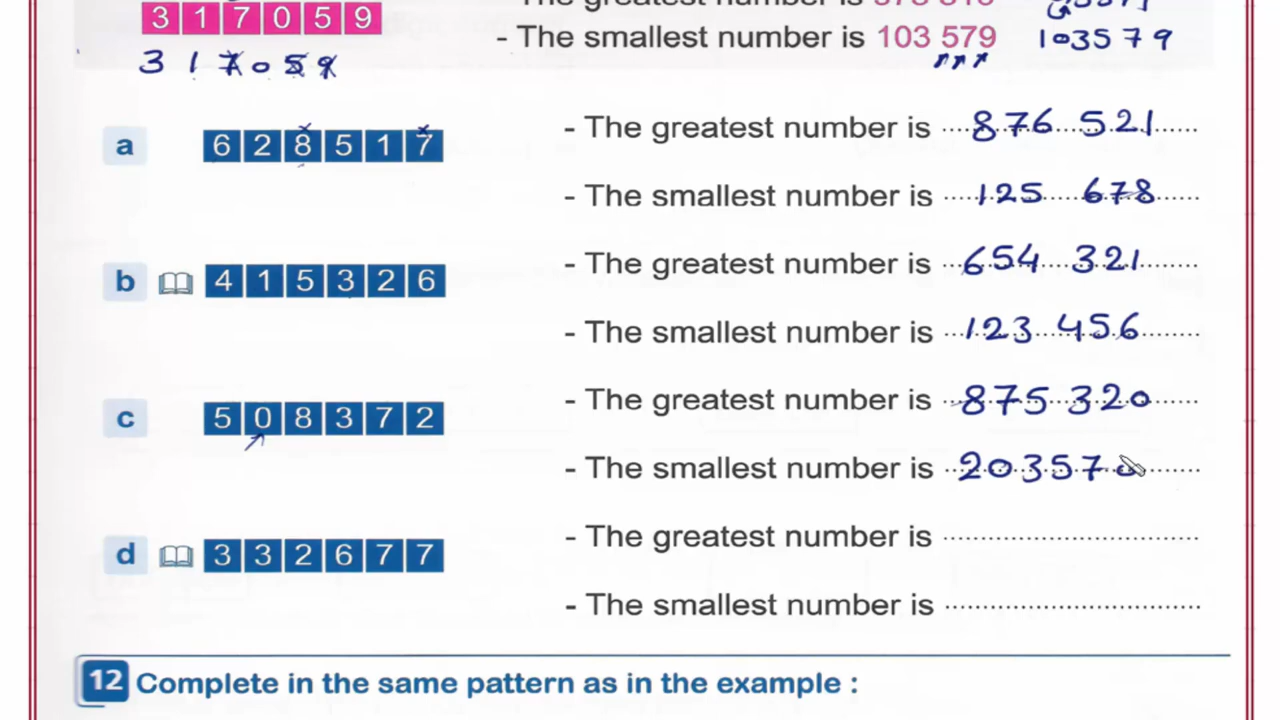 3 1 7 0 5 9
- The smallest number is 103 579
103579
3 1 7 0 5 9
a 6 2 8 5 1 7 - The greatest number is 876 521
- The smallest number is 125 678
b 4 1 5 3 2 6 - The greatest number is 654 321
- The smallest number is 123 456
c 5 0 8 3 7 2 - The greatest number is 875 320
- The smallest number is 20357
d 3 3 2 6 7 7 - The greatest number is
- The smallest number is
12 Complete in the same pattern as in the example :